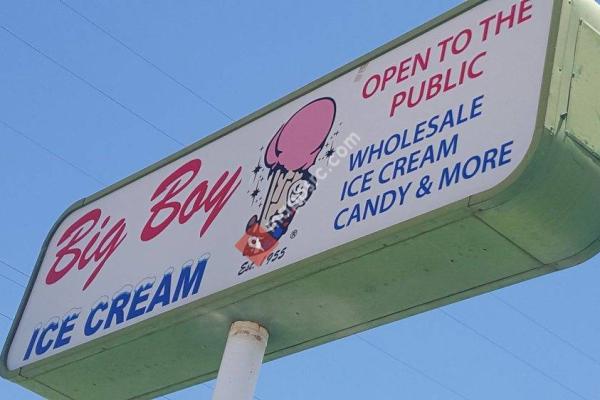 Big Boy
ICE CREAM
Est. 1955
®
OPEN TO THE
PUBLIC
WHOLESALE
ICE CREAM
CANDY & MORE